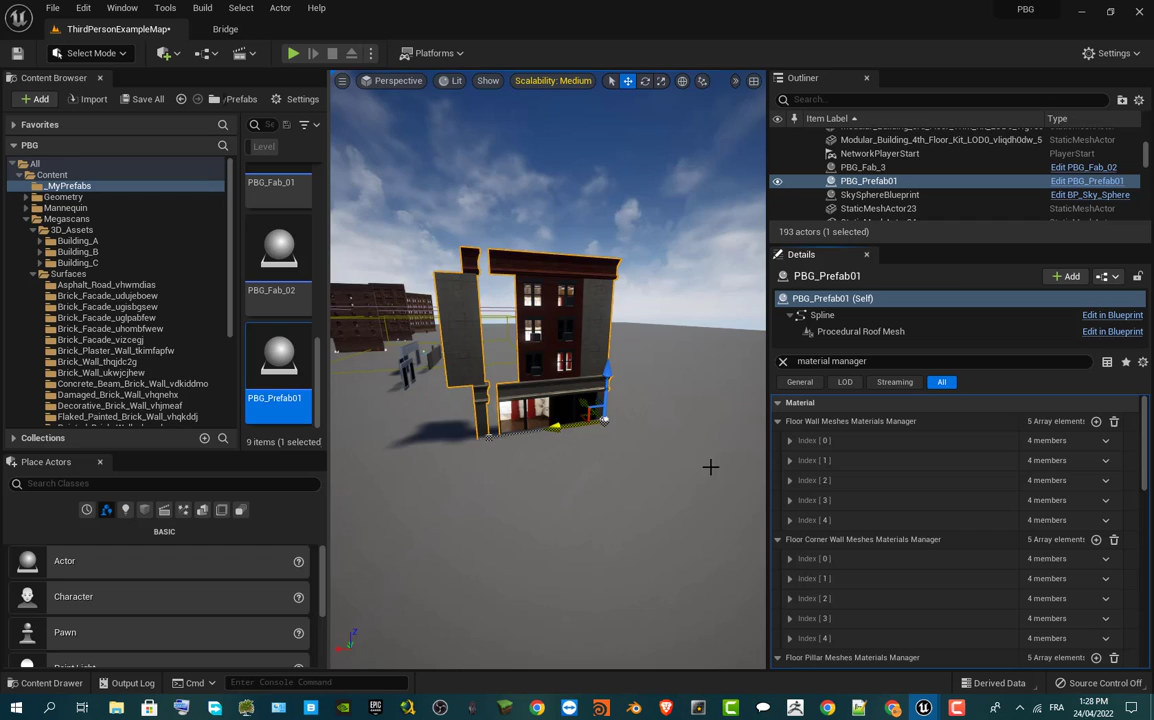 File Edit Window Tools Build Select Actor Help
PBG
ThirdPersonExampleMap*
Bridge
Select Mode
Platforms
Settings
Content Browser
Add
Import
Save All
/Prefabs
Settings
Favorites
PBG
All
Content
_MyPrefabs
Geometry
Mannequin
Megascans
3D_Assets
Building_A
Building_B
Building_C
Surfaces
Asphalt_Road_vhwmdias
Brick_Facade_udujeboew
Brick_Facade_ugisbgsew
Brick_Facade_uglpabfew
Brick_Facade_uhombfwew
Brick_Facade_vizcegj
Brick_Plaster_Wall_tkimfapfw
Brick_Wall_thqjdc2g
Brick_Wall_ukwjcjhew
Concrete_Beam_Brick_Wall_vdkiddmo
Damaged_Brick_Wall_vhqnehx
Decorative_Brick_Wall_vhjmeaf
Flaked_Painted_Brick_Wall_vhqkddj
Collections
Se
Level
PBG_Fab_01
PBG_Fab_02
PBG_Prefab01
9 items (1 selected)
Place Actors
Search Classes
BASIC
Actor
Character
Pawn
Perspective
Lit
Show
Scalability: Medium
Z
Outliner
Search...
Item Label
Type
Modular_Building_4th_Floor_Kit_LOD0_vliqdh0dw_5
StaticMeshActor
NetworkPlayerStart
PlayerStart
PBG_Fab_3
Edit PBG_Fab_02
PBG_Prefab01
Edit PBG_Prefab01
SkySphereBlueprint
Edit BP_Sky_Sphere
StaticMeshActor23
StaticMeshActor
193 actors (1 selected)
Details
PBG_Prefab01
Add
PBG_Prefab01 (Self)
Spline
Edit in Blueprint
Procedural Roof Mesh
Edit in Blueprint
material manager
General
LOD
Streaming
All
Material
Floor Wall Meshes Materials Manager
5 Array elements
Index [ 0 ]
4 members
Index [ 1 ]
4 members
Index [ 2 ]
4 members
Index [ 3 ]
4 members
Index [ 4 ]
4 members
Floor Corner Wall Meshes Materials Manager
5 Array elements
Index [ 0 ]
4 members
Index [ 1 ]
4 members
Index [ 2 ]
4 members
Index [ 3 ]
4 members
Index [ 4 ]
4 members
Floor Pillar Meshes Materials Manager
5 Array elements
Content Drawer
Output Log
Cmd
Enter Console Command
Derived Data
Source Control Off
FRA
1:28 PM
24/04/2022